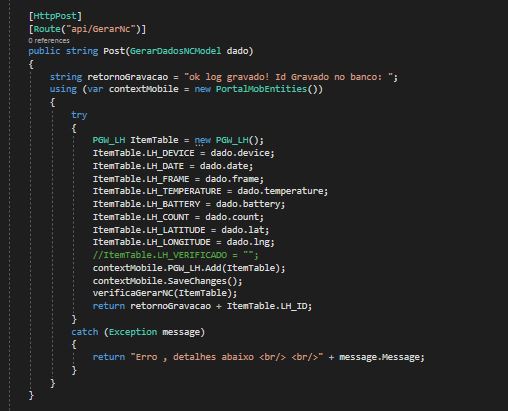 [HttpPost]
[Route("api/GerarNc")]
0 references
public string Post(GerarDadosNCModel dado)
{
string retornoGravacao = "ok log gravado! Id Gravado no banco: ";
using (var contextMobile = new PortalMobEntities())
{
try
{
PGW_LH ItemTable = new PGW_LH();
ItemTable.LH_DEVICE = dado.device;
ItemTable.LH_DATE = dado.date;
ItemTable.LH_FRAME = dado.frame;
ItemTable.LH_TEMPERATURE = dado.temperature;
ItemTable.LH_BATTERY = dado.battery;
ItemTable.LH_COUNT = dado.count;
ItemTable.LH_LATITUDE = dado.lat;
ItemTable.LH_LONGITUDE = dado.lng;
//ItemTable.LH_VERIFICADO = "";
contextMobile.PGW_LH.Add(ItemTable);
contextMobile.SaveChanges();
verificaGerarNC(ItemTable);
return retornoGravacao + ItemTable.LH_ID;
}
catch (Exception message)
{
return "Erro , detalhes abaixo <br/> <br/>" + message.Message;
}
}
}